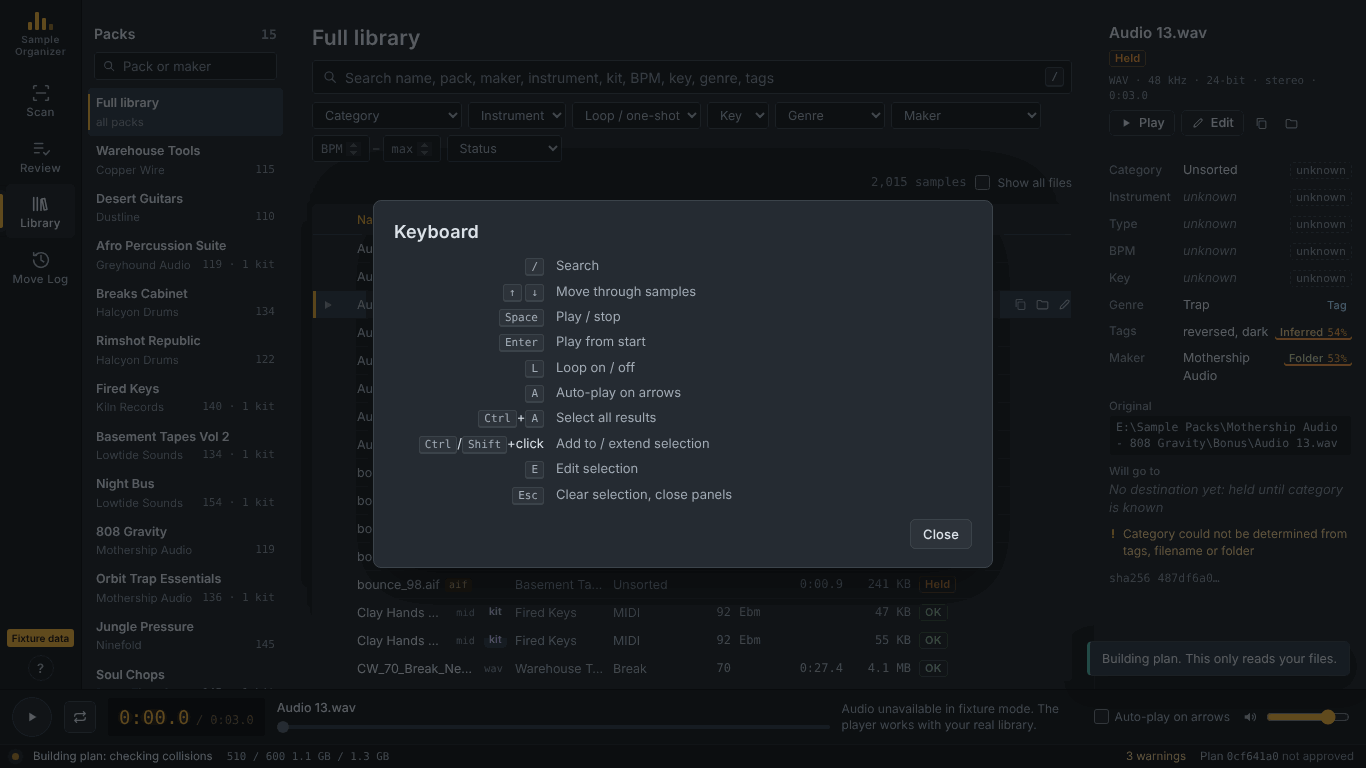 Sample
Organizer
Scan
Review
Library
Move Log
Fixture data
?
Packs 15
Pack or maker
Full library
all packs
Warehouse Tools
Copper Wire 115
Desert Guitars
Dustline 110
Afro Percussion Suite
Greyhound Audio 119 · 1 kit
Breaks Cabinet
Halcyon Drums 134
Rimshot Republic
Halcyon Drums 122
Fired Keys
Kiln Records 140 · 1 kit
Basement Tapes Vol 2
Lowtide Sounds 134 · 1 kit
Night Bus
Lowtide Sounds 154 · 1 kit
808 Gravity
Mothership Audio 119
Orbit Trap Essentials
Mothership Audio 136 · 1 kit
Jungle Pressure
Ninefold 145
Soul Chops
Full library
Search name, pack, maker, instrument, kit, BPM, key, genre, tags /
Category Instrument Loop / one-shot Key Genre Maker
BPM – max Status
2,015 samples Show all files
Na
Au
Au
Au
Au
Au
Au
Au
Au
bo
bo
bo
bo
bounce_98.aif aif Basement Ta... Unsorted 0:00.9 241 KB Held
Clay Hands ... mid kit Fired Keys MIDI 92 Ebm 47 KB OK
Clay Hands ... mid kit Fired Keys MIDI 92 Ebm 55 KB OK
CW_70_Break_Ne... wav Warehouse T... Break 70 0:27.4 4.1 MB OK
Keyboard
/ Search
↑ ↓ Move through samples
Space Play / stop
Enter Play from start
L Loop on / off
A Auto-play on arrows
Ctrl+A Select all results
Ctrl/Shift+click Add to / extend selection
E Edit selection
Esc Clear selection, close panels
Close
Audio 13.wav
Held
WAV · 48 kHz · 24-bit · stereo ·
0:03.0
Play Edit
Category Unsorted unknown
Instrument unknown unknown
Type unknown unknown
BPM unknown unknown
Key unknown unknown
Genre Trap Tag
Tags reversed, dark Inferred 54%
Maker Mothership Audio Folder 53%
Original
E:\Sample Packs\Mothership Audio
- 808 Gravity\Bonus\Audio 13.wav
Will go to
No destination yet: held until category
is known
! Category could not be determined from
tags, filename or folder
sha256 487df6a0…
Building plan. This only reads your files.
0:00.0 / 0:03.0
Audio 13.wav
Audio unavailable in fixture mode. The
player works with your real library.
Auto-play on arrows
Building plan: checking collisions 510 / 600 1.1 GB / 1.3 GB
3 warnings Plan 0cf641a0 not approved